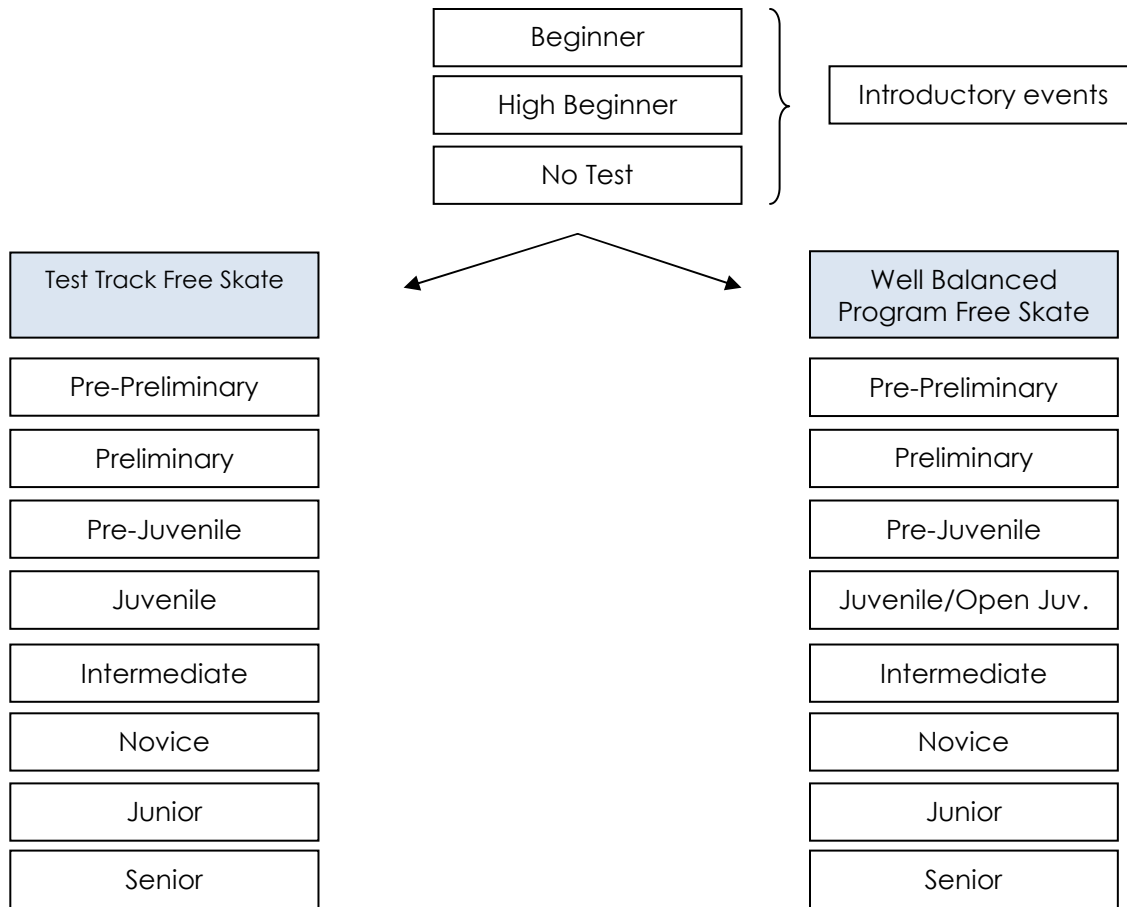 Beginner
High Beginner
No Test
Introductory events
Test Track Free Skate
Pre-Preliminary
Preliminary
Pre-Juvenile
Juvenile
Intermediate
Novice
Junior
Senior
Well Balanced
Program Free Skate
Pre-Preliminary
Preliminary
Pre-Juvenile
Juvenile/Open Juv.
Intermediate
Novice
Junior
Senior